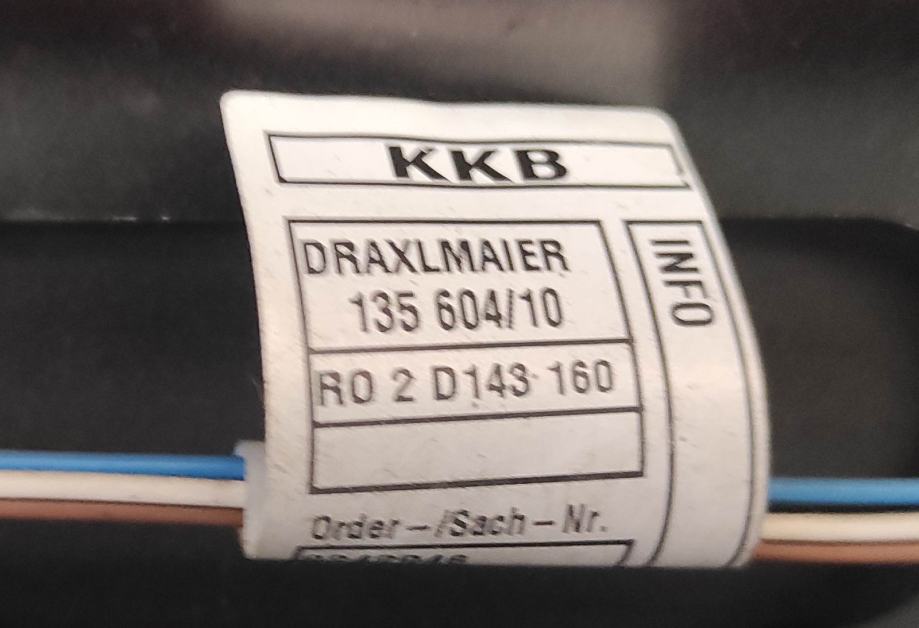 KKB
DRAXLMAIER
135 604/10
INFO
RO 2 D143 160
Order-/Sach-Nr.